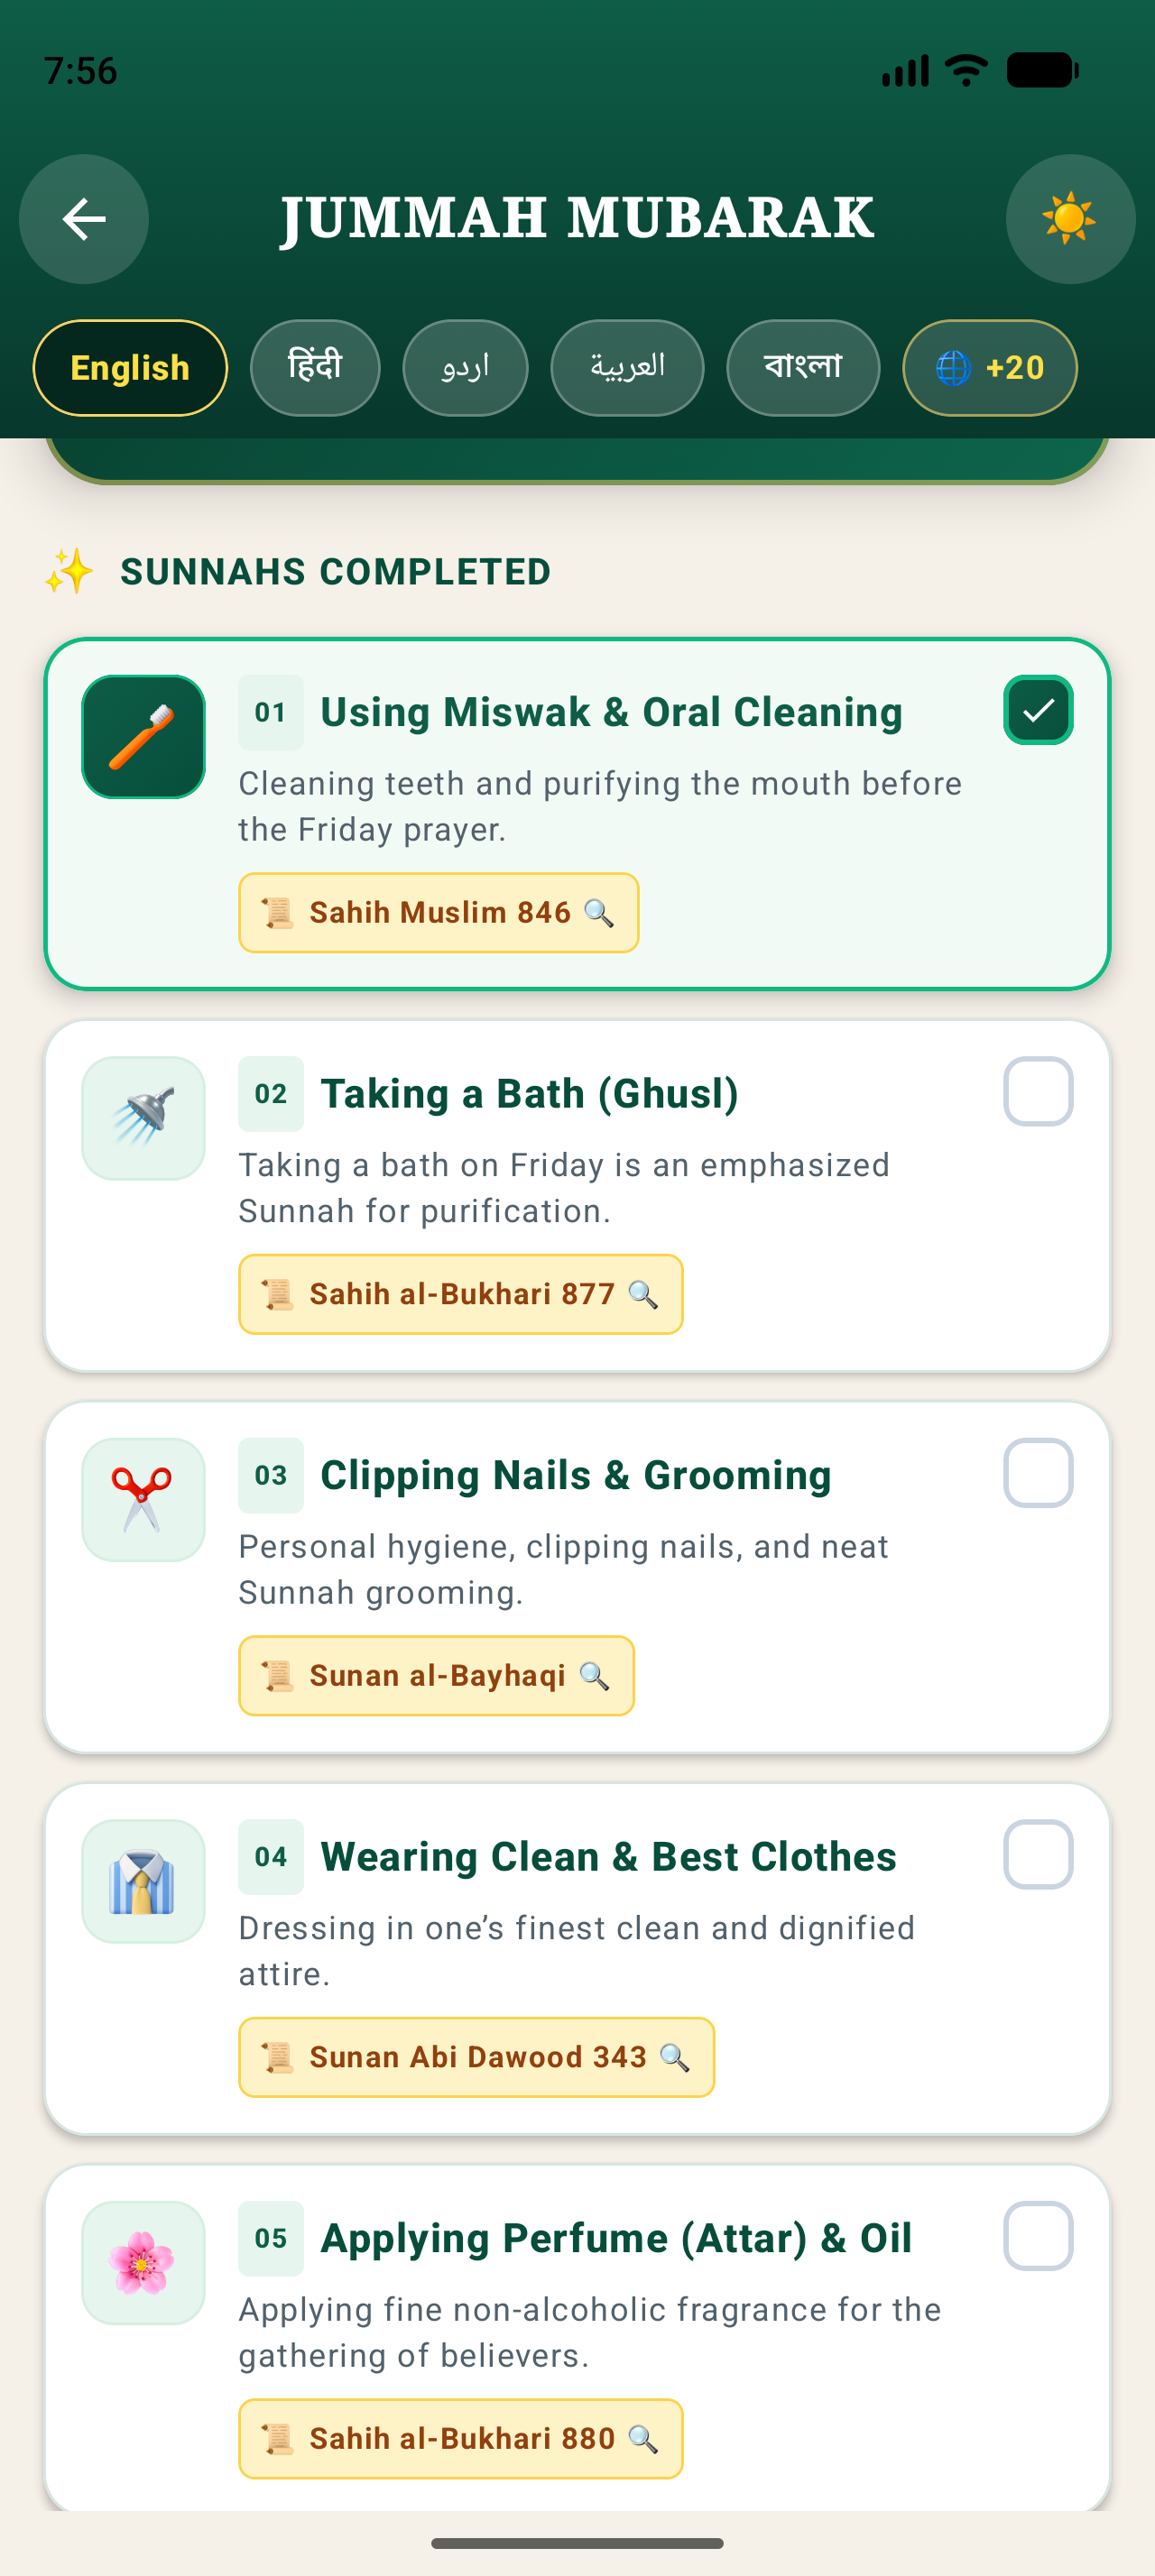 7:56
JUMMAH MUBARAK
English
हिंदी
اردو
العربية
বাংলা
+20
SUNNAHS COMPLETED
01 Using Miswak & Oral Cleaning
Cleaning teeth and purifying the mouth before
the Friday prayer.
Sahih Muslim 846
02 Taking a Bath (Ghusl)
Taking a bath on Friday is an emphasized
Sunnah for purification.
Sahih al-Bukhari 877
03 Clipping Nails & Grooming
Personal hygiene, clipping nails, and neat
Sunnah grooming.
Sunan al-Bayhaqi
04 Wearing Clean & Best Clothes
Dressing in one’s finest clean and dignified
attire.
Sunan Abi Dawood 343
05 Applying Perfume (Attar) & Oil
Applying fine non-alcoholic fragrance for the
gathering of believers.
Sahih al-Bukhari 880